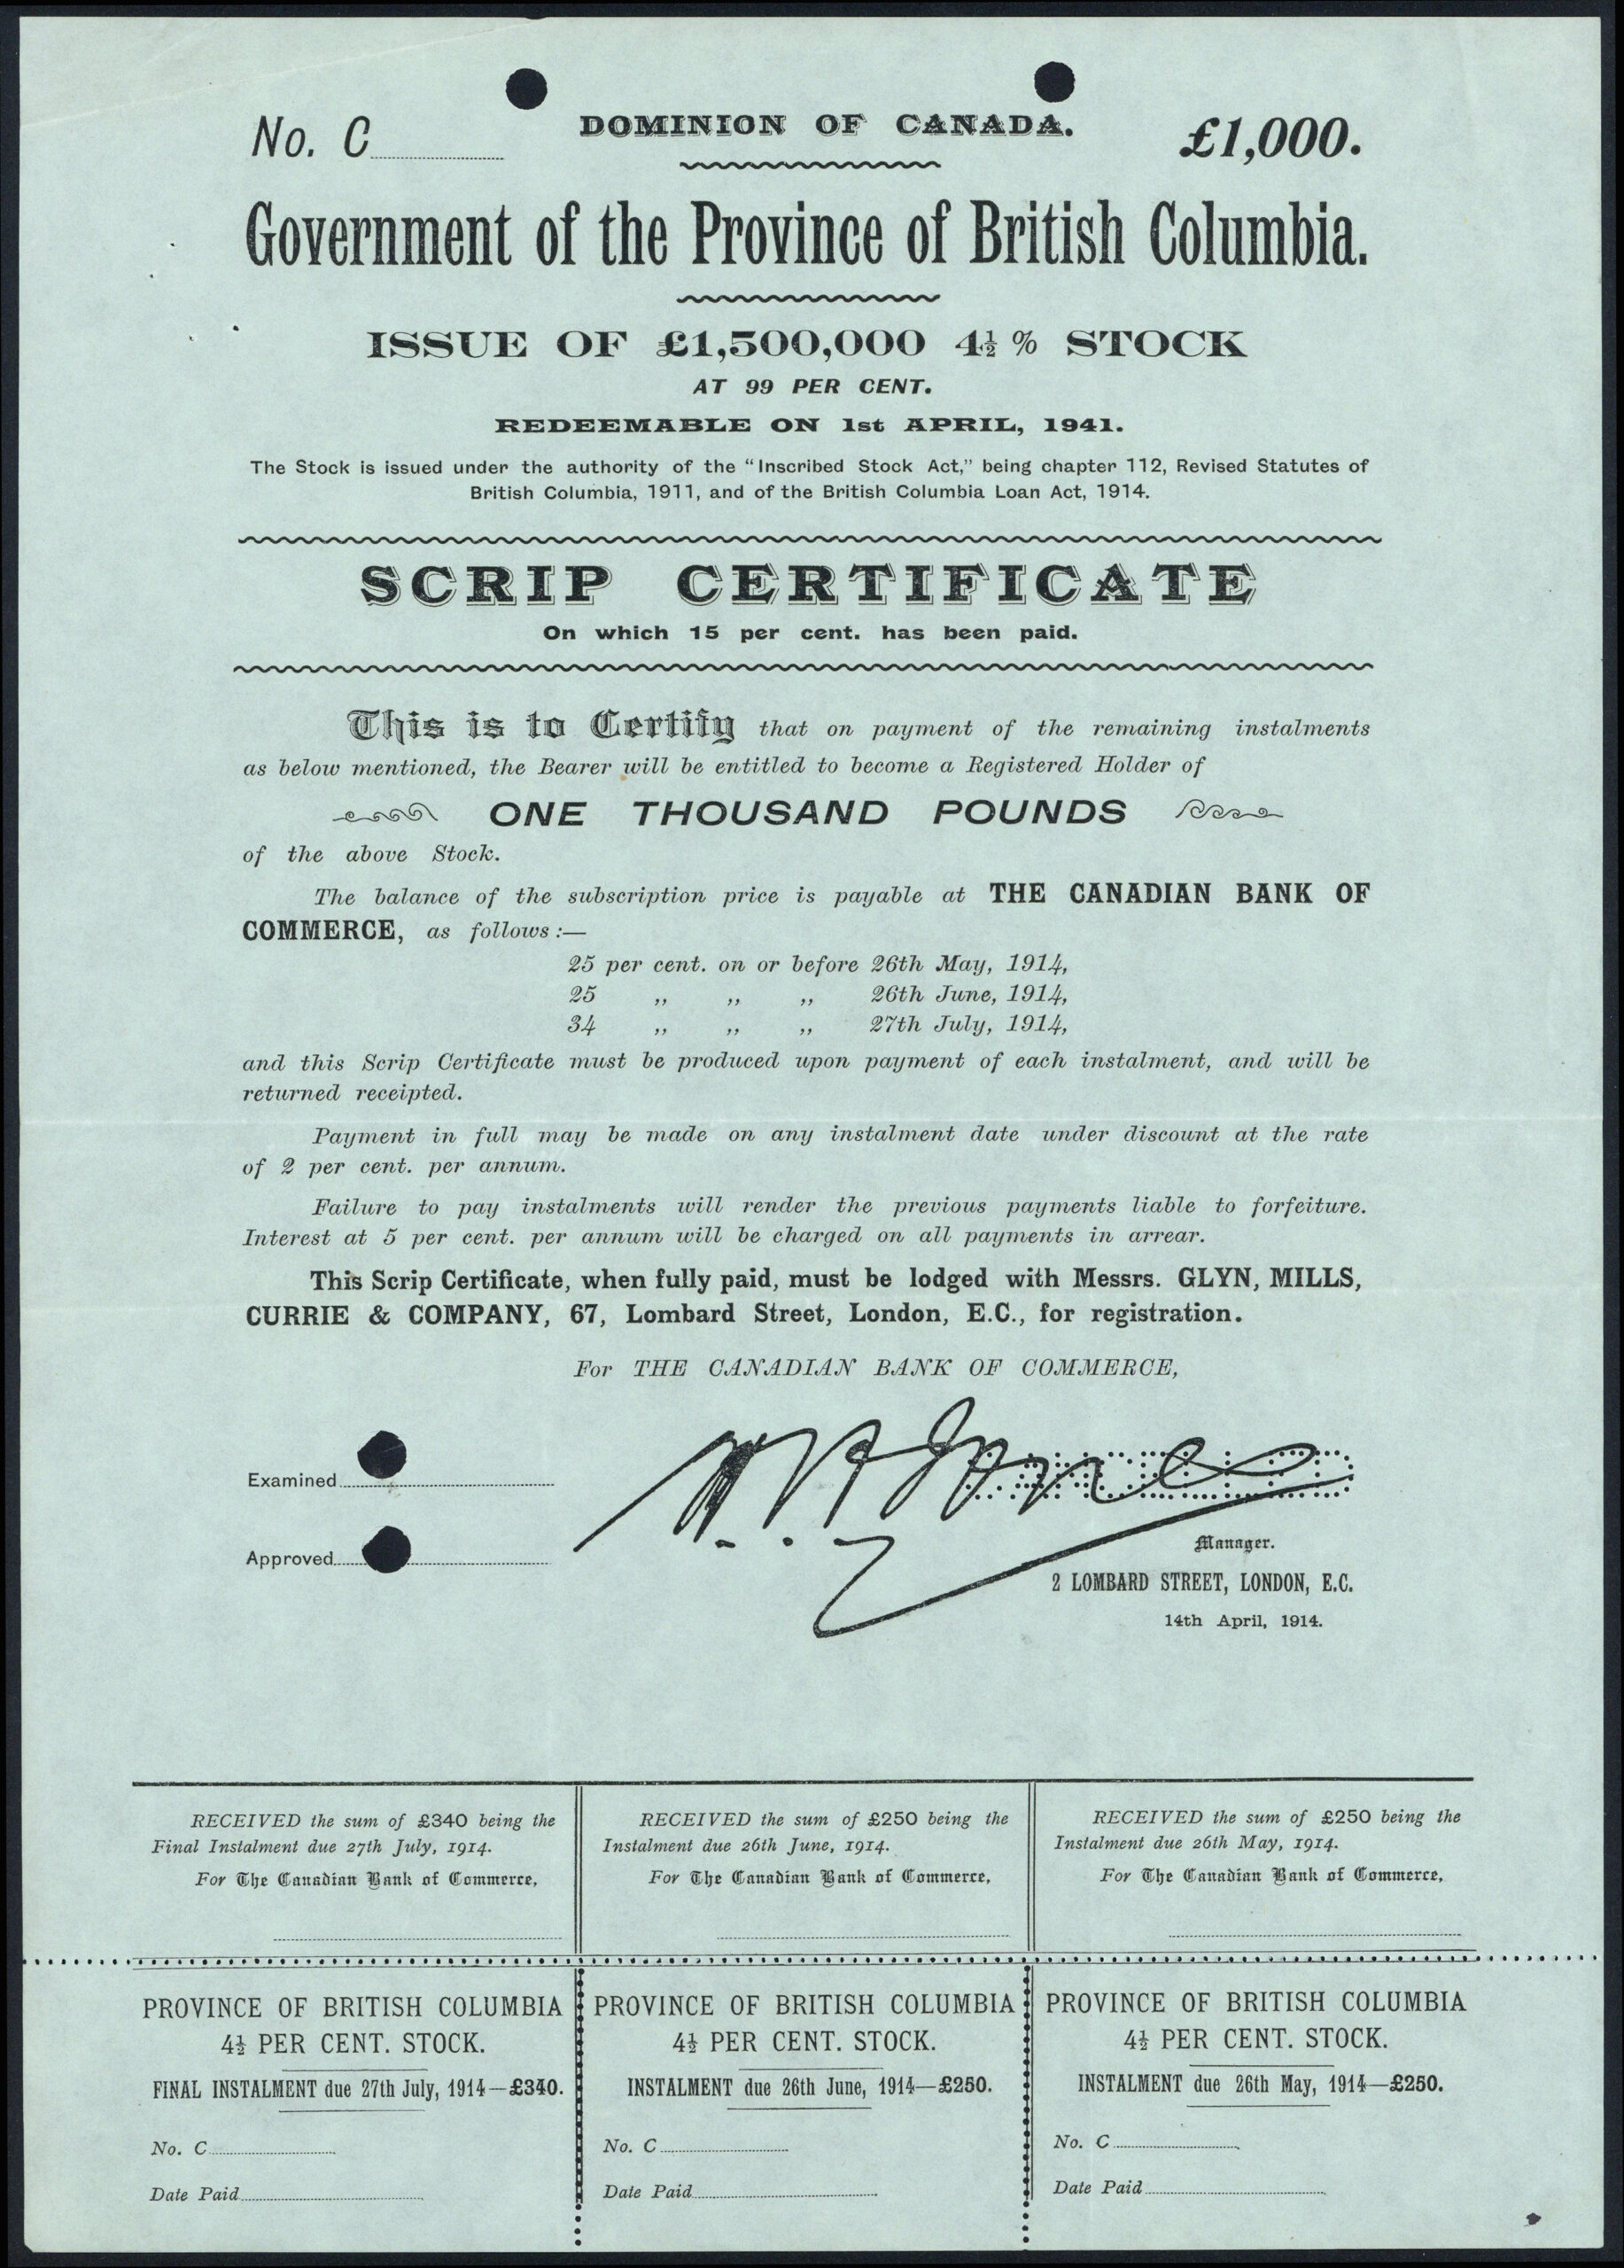 No. C
DOMINION OF CANADA.
£1,000.
Government of the Province of British Columbia.
ISSUE OF £1,500,000 4½ % STOCK
AT 99 PER CENT.
REDEEMABLE ON 1st APRIL, 1941.
The Stock is issued under the authority of the "Inscribed Stock Act," being chapter 112, Revised Statutes of
British Columbia, 1911, and of the British Columbia Loan Act, 1914.
SCRIP CERTIFICATE
On which 15 per cent. has been paid.
This is to Certify that on payment of the remaining instalments
as below mentioned, the Bearer will be entitled to become a Registered Holder of
ONE THOUSAND POUNDS
of the above Stock.
The balance of the subscription price is payable at THE CANADIAN BANK OF
COMMERCE, as follows:—
25 per cent. on or before 26th May, 1914,
25 ,, ,, ,, 26th June, 1914,
34 ,, ,, ,, 27th July, 1914,
and this Scrip Certificate must be produced upon payment of each instalment, and will be
returned receipted.
Payment in full may be made on any instalment date under discount at the rate
of 2 per cent. per annum.
Failure to pay instalments will render the previous payments liable to forfeiture.
Interest at 5 per cent. per annum will be charged on all payments in arrear.
This Scrip Certificate, when fully paid, must be lodged with Messrs. GLYN, MILLS,
CURRIE & COMPANY, 67, Lombard Street, London, E.C., for registration.
For THE CANADIAN BANK OF COMMERCE,
Examined
Approved
Manager.
2 LOMBARD STREET, LONDON, E.C.
14th April, 1914.
RECEIVED the sum of £340 being the
Final Instalment due 27th July, 1914.
For The Canadian Bank of Commerce,
RECEIVED the sum of £250 being the
Instalment due 26th June, 1914.
For The Canadian Bank of Commerce,
RECEIVED the sum of £250 being the
Instalment due 26th May, 1914.
For The Canadian Bank of Commerce,
PROVINCE OF BRITISH COLUMBIA
4½ PER CENT. STOCK.
FINAL INSTALMENT due 27th July, 1914—£340.
No. C
Date Paid
PROVINCE OF BRITISH COLUMBIA
4½ PER CENT. STOCK.
INSTALMENT due 26th June, 1914—£250.
No. C
Date Paid
PROVINCE OF BRITISH COLUMBIA
4½ PER CENT. STOCK.
INSTALMENT due 26th May, 1914—£250.
No. C
Date Paid